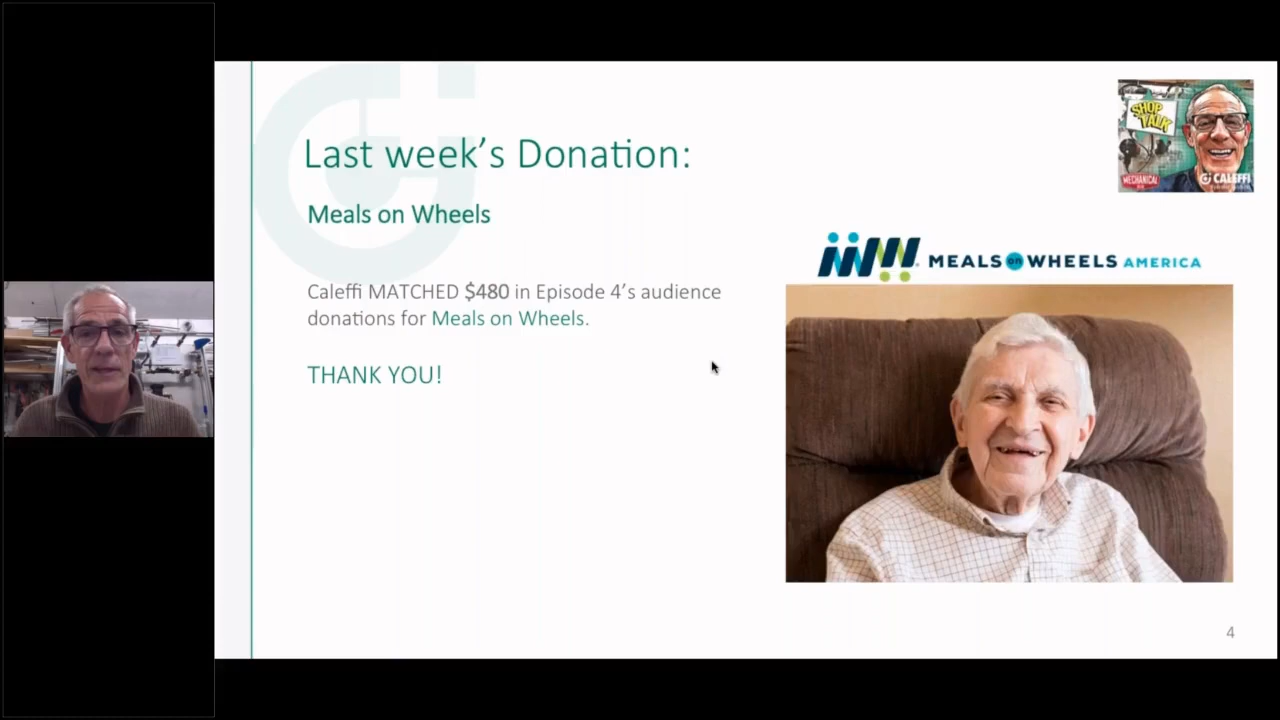 Last week's Donation:
Meals on Wheels
Caleffi MATCHED $480 in Episode 4's audience
donations for Meals on Wheels.
THANK YOU!
SHOP
TALK
MECHANICAL
CALEFFI
MEALS on WHEELS AMERICA
4